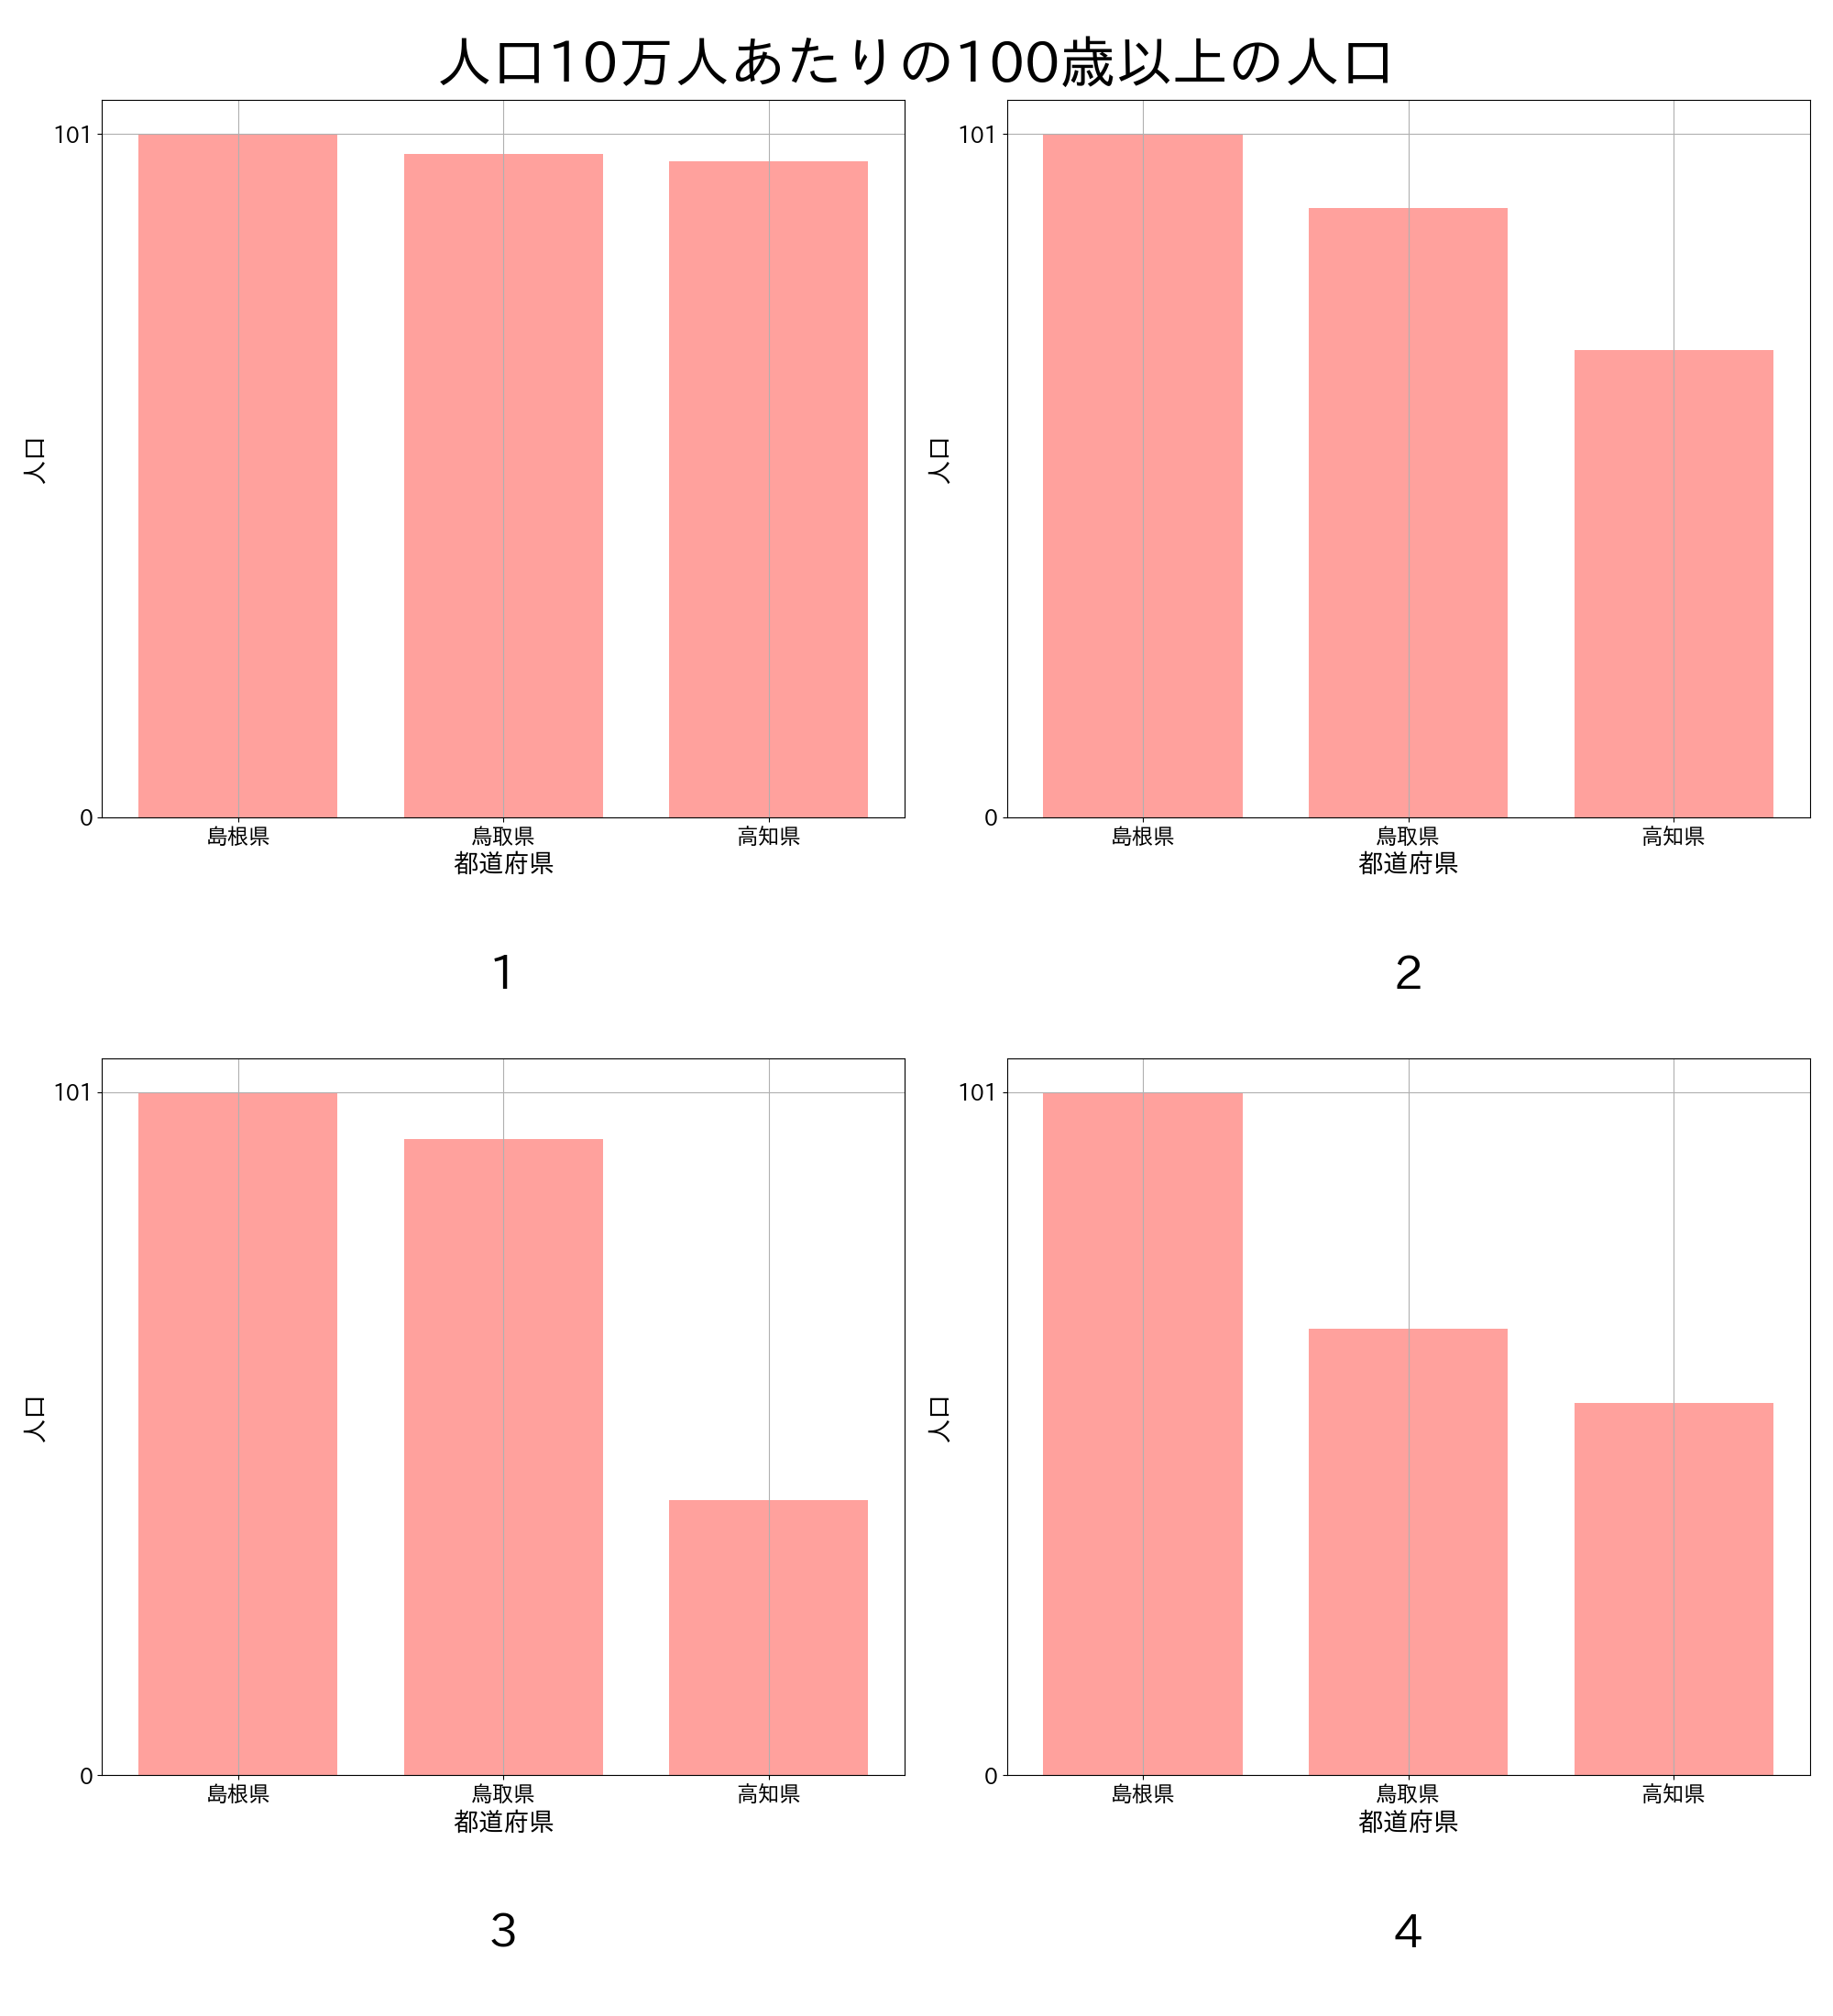 人口10万人あたりの100歳以上の人口
101
0
人口
島根県 鳥取県 高知県
都道府県
1
101
0
人口
島根県 鳥取県 高知県
都道府県
2
101
0
人口
島根県 鳥取県 高知県
都道府県
3
101
0
人口
島根県 鳥取県 高知県
都道府県
4